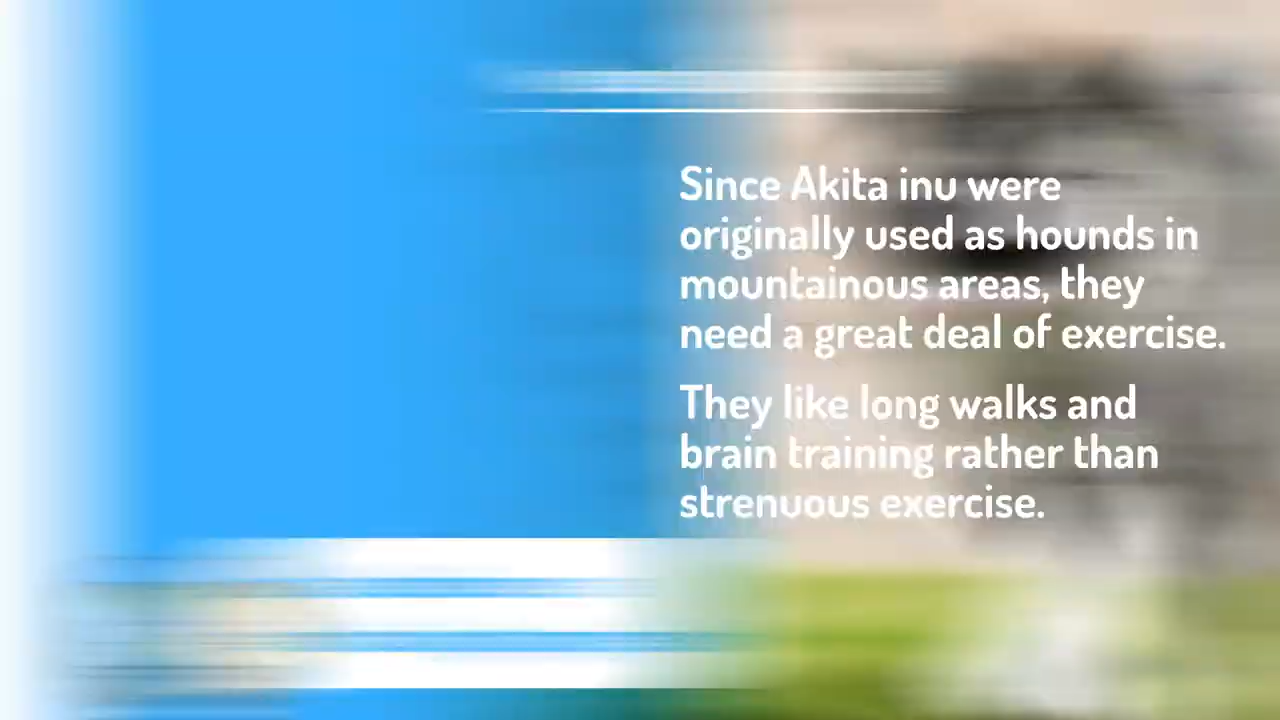 Since Akita inu were
originally used as hounds in
mountainous areas, they
need a great deal of exercise.
They like long walks and
brain training rather than
strenuous exercise.